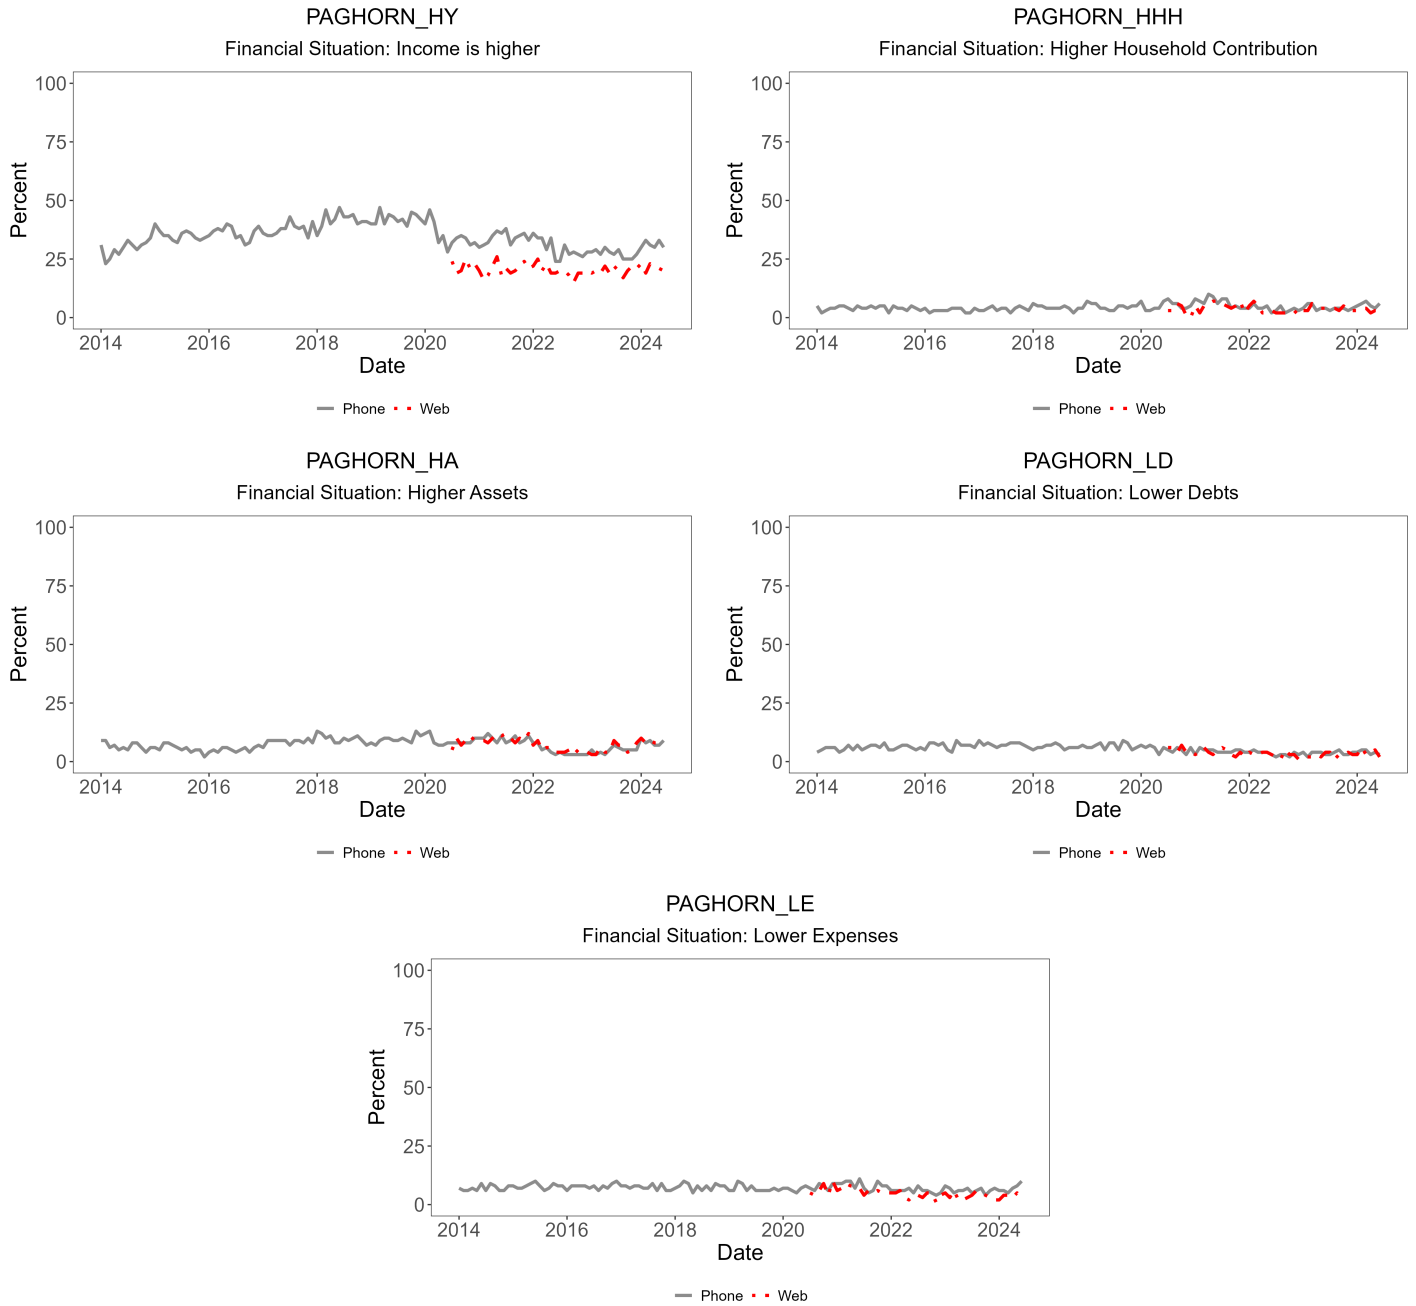 PAGHORN_HY
Financial Situation: Income is higher
100
75
50
25
0
Percent
2014 2016 2018 2020 2022 2024
Date
Phone Web
PAGHORN_HHH
Financial Situation: Higher Household Contribution
100
75
50
25
0
Percent
2014 2016 2018 2020 2022 2024
Date
Phone Web
PAGHORN_HA
Financial Situation: Higher Assets
100
75
50
25
0
Percent
2014 2016 2018 2020 2022 2024
Date
Phone Web
PAGHORN_LD
Financial Situation: Lower Debts
100
75
50
25
0
Percent
2014 2016 2018 2020 2022 2024
Date
Phone Web
PAGHORN_LE
Financial Situation: Lower Expenses
100
75
50
25
0
Percent
2014 2016 2018 2020 2022 2024
Date
Phone Web